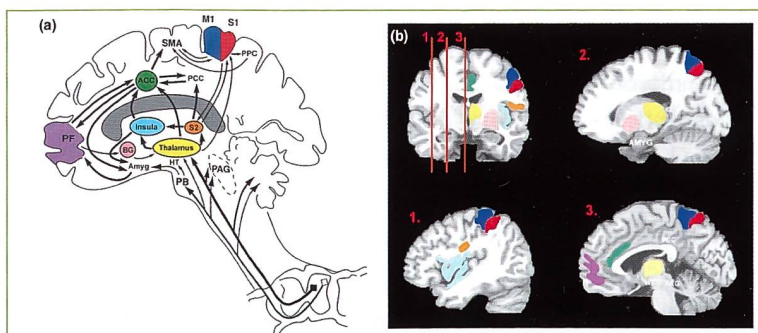 (a)
M1
S1
SMA
PPC
ACC
PCC
PF
Insula
S2
BG
Thalamus
HT
Amyg
PAG
PB
(b)
1
2
3
2.
AMYG
1.
3.